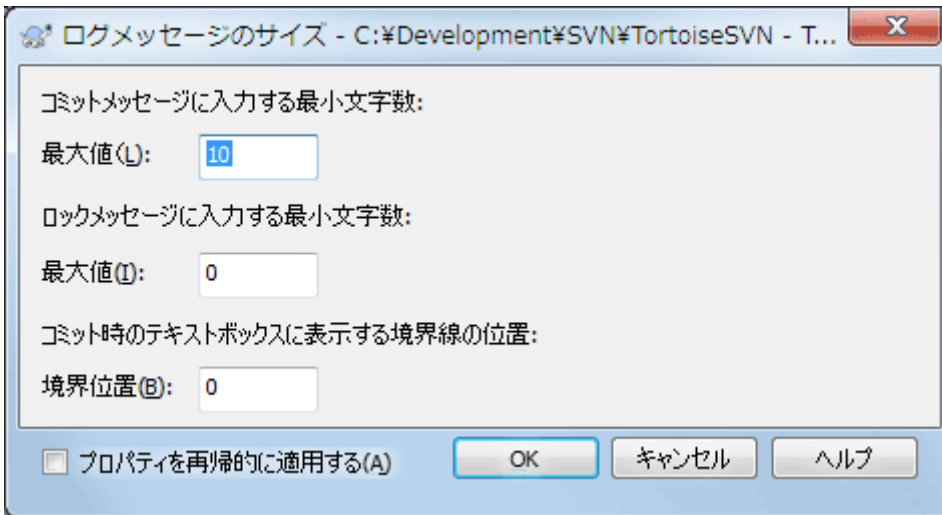 ログメッセージのサイズ - C:¥Development¥SVN¥TortoiseSVN - T...
コミットメッセージに入力する最小文字数:
最大値(L): 10
ロックメッセージに入力する最小文字数:
最大値(I): 0
コミット時のテキストボックスに表示する境界線の位置:
境界位置(B): 0
プロパティを再帰的に適用する(A) OK キャンセル ヘルプ